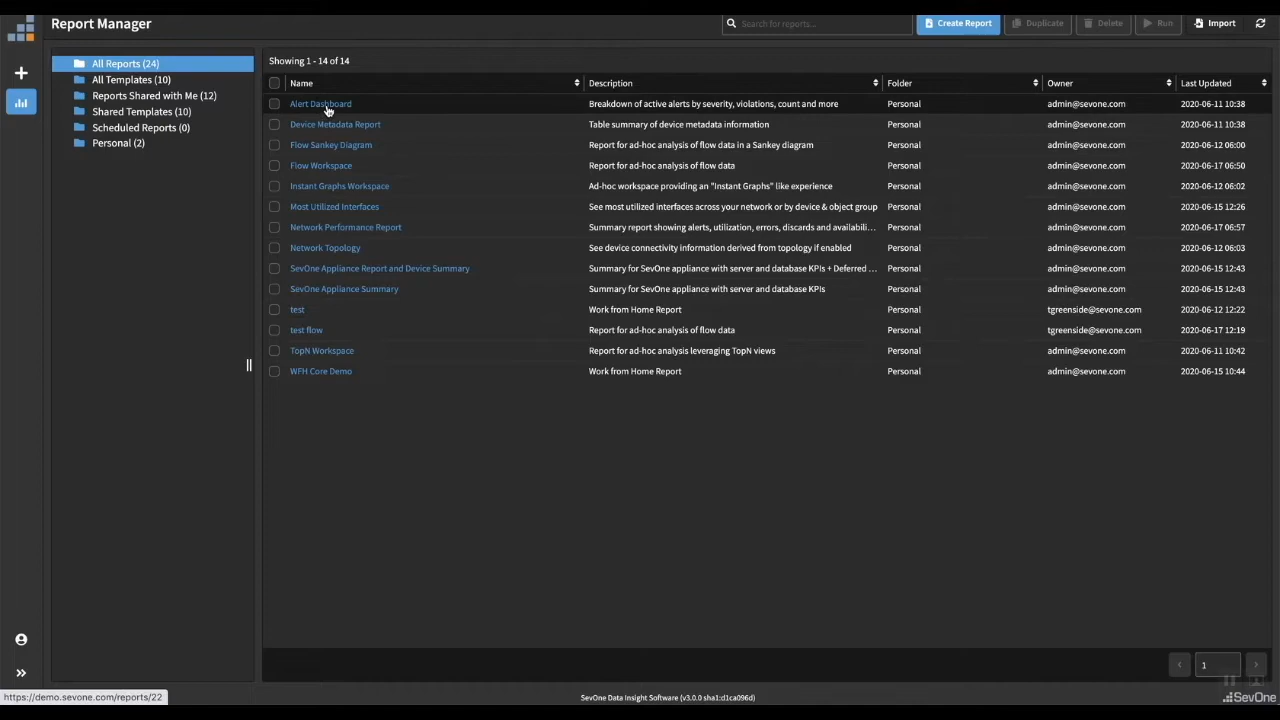 Report Manager
Search for reports...
Create Report
Duplicate
Delete
Run
Import
All Reports (24)
All Templates (10)
Reports Shared with Me (12)
Shared Templates (10)
Scheduled Reports (0)
Personal (2)
Showing 1 - 14 of 14
Name Description Folder Owner Last Updated
Alert Dashboard Breakdown of active alerts by severity, violations, count and more Personal admin@sevone.com 2020-06-11 10:38
Device Metadata Report Table summary of device metadata information Personal admin@sevone.com 2020-06-11 10:38
Flow Sankey Diagram Report for ad-hoc analysis of flow data in a Sankey diagram Personal admin@sevone.com 2020-06-12 06:00
Flow Workspace Report for ad-hoc analysis of flow data Personal admin@sevone.com 2020-06-17 06:50
Instant Graphs Workspace Ad-hoc workspace providing an "Instant Graphs" like experience Personal admin@sevone.com 2020-06-12 06:02
Most Utilized Interfaces See most utilized interfaces across your network or by device & object group Personal admin@sevone.com 2020-06-15 12:26
Network Performance Report Summary report showing alerts, utilization, errors, discards and availabili... Personal admin@sevone.com 2020-06-17 06:57
Network Topology See device connectivity information derived from topology if enabled Personal admin@sevone.com 2020-06-12 06:03
SevOne Appliance Report and Device Summary Summary for SevOne appliance with server and database KPIs + Deferred ... Personal admin@sevone.com 2020-06-15 12:43
SevOne Appliance Summary Summary for SevOne appliance with server and database KPIs Personal admin@sevone.com 2020-06-15 12:43
test Work from Home Report Personal tgreenside@sevone.com 2020-06-12 12:22
test flow Report for ad-hoc analysis of flow data Personal tgreenside@sevone.com 2020-06-17 12:19
TopN Workspace Report for ad-hoc analysis leveraging TopN views Personal admin@sevone.com 2020-06-11 10:42
WFH Core Demo Work from Home Report Personal admin@sevone.com 2020-06-15 10:44
1
https://demo.sevone.com/reports/22
SevOne Data Insight Software (v3.0.0 sha1:d1ca096d)
SevOne